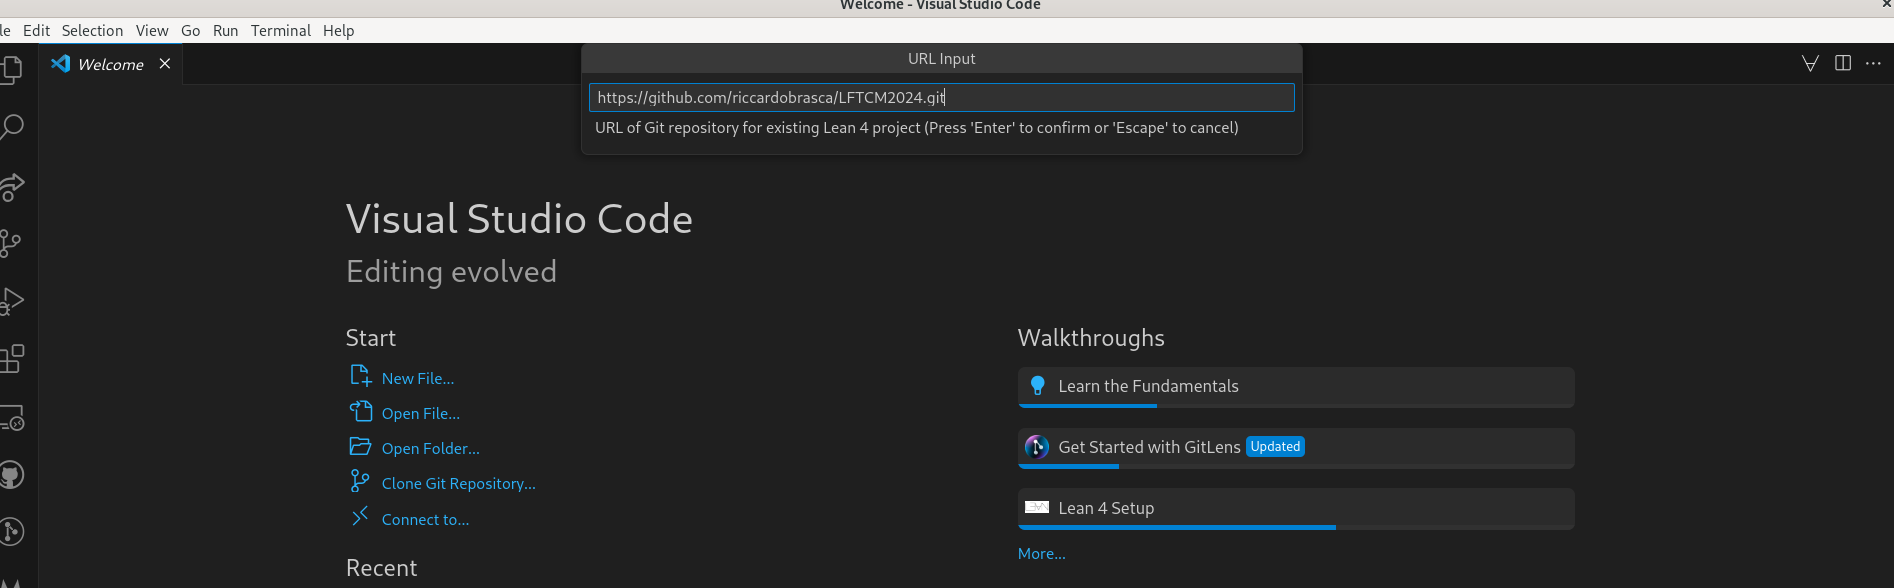 Welcome - Visual Studio Code
le Edit Selection View Go Run Terminal Help
Welcome
URL Input
https://github.com/riccardobrasca/LFTCM2024.git
URL of Git repository for existing Lean 4 project (Press 'Enter' to confirm or 'Escape' to cancel)
Visual Studio Code
Editing evolved
Start
New File...
Open File...
Open Folder...
Clone Git Repository...
Connect to...
Recent
Walkthroughs
Learn the Fundamentals
Get Started with GitLens Updated
Lean 4 Setup
More...